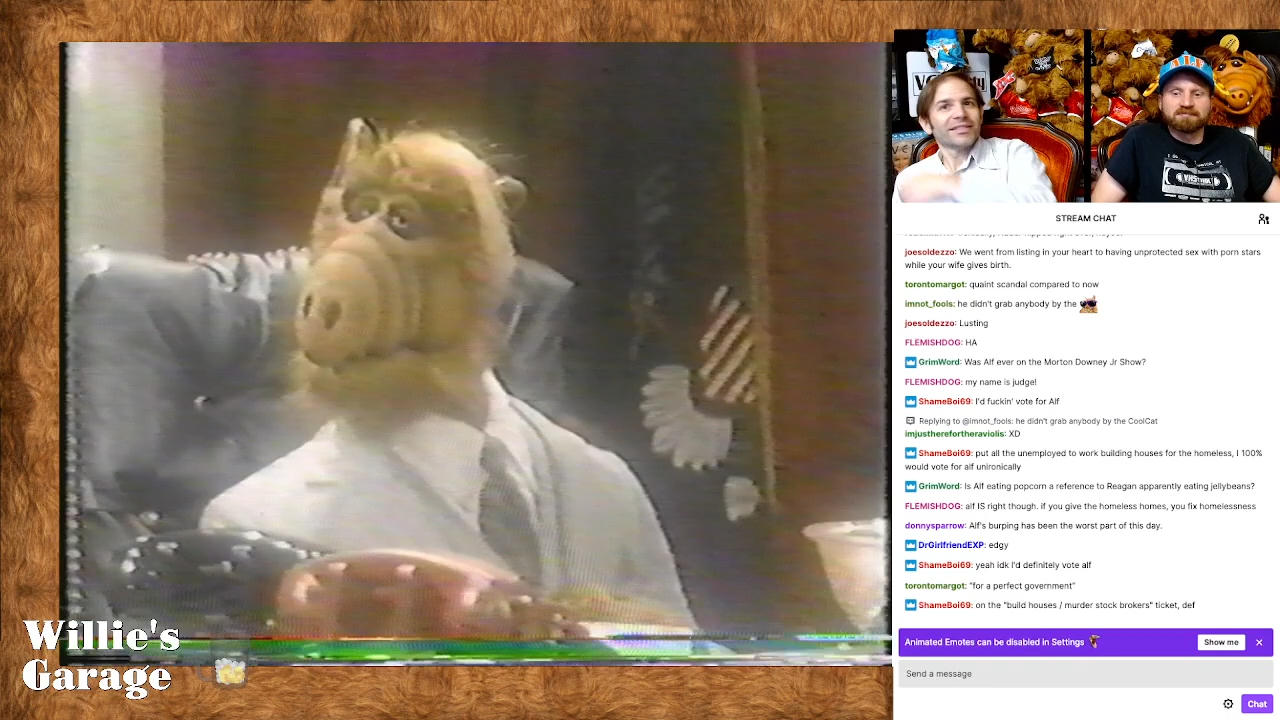 ALF
VHS
STREAM CHAT
joesoldezzo: We went from listing in your heart to having unprotected sex with porn stars
while your wife gives birth.
torontomargot: quaint scandal compared to now
imnot_fools: he didn't grab anybody by the
joesoldezzo: Lusting
FLEMISHDOG: HA
GrimWord: Was Alf ever on the Morton Downey Jr Show?
FLEMISHDOG: my name is judge!
ShameBoi69: I'd fuckin' vote for Alf
Replying to @imnot_fools: he didn't grab anybody by the CoolCat
imjustherefortheraviolis: XD
ShameBoi69: put all the unemployed to work building houses for the homeless, I 100%
would vote for alf unironically
GrimWord: Is Alf eating popcorn a reference to Reagan apparently eating jellybeans?
FLEMISHDOG: alf IS right though. if you give the homeless homes, you fix homelessness
donnysparrow: Alf's burping has been the worst part of this day.
DrGirlfriendEXP: edgy
ShameBoi69: yeah idk I'd definitely vote alf
torontomargot: "for a perfect government"
ShameBoi69: on the "build houses / murder stock brokers" ticket, def
Animated Emotes can be disabled in Settings
Show me
Send a message
Chat
Willie's
Garage